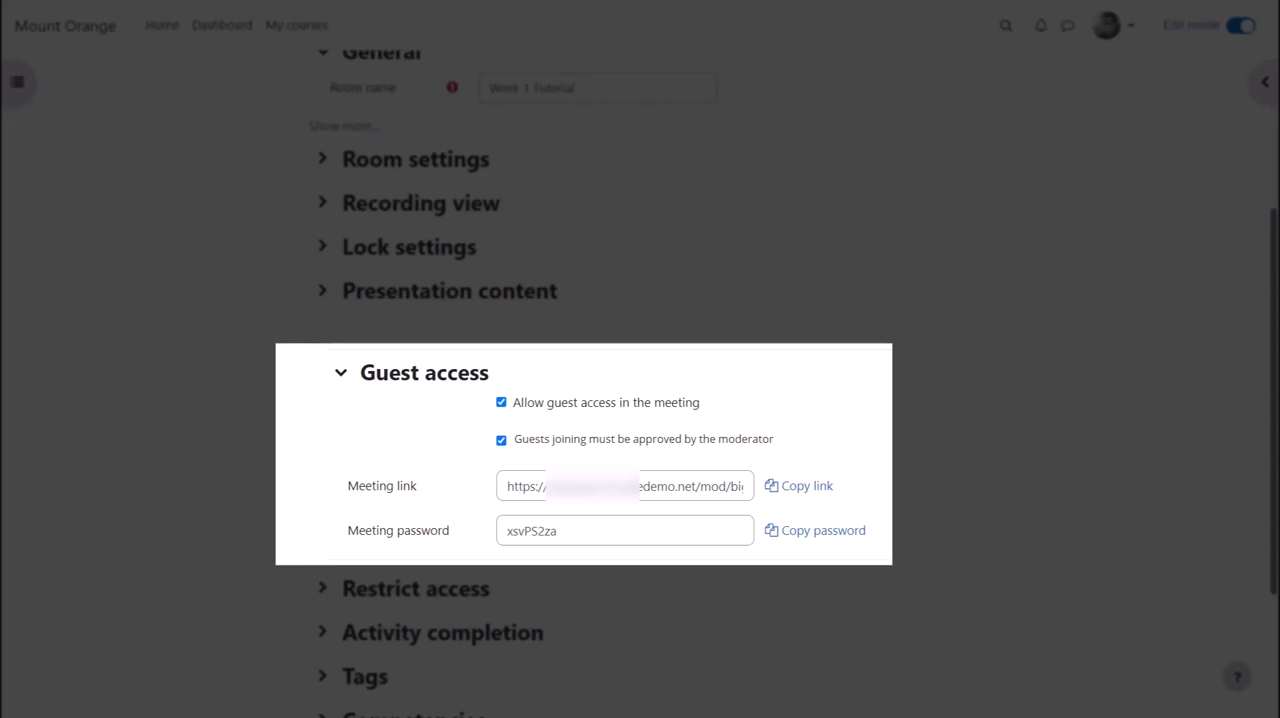 Mount Orange Home Dashboard My courses Edit mode
General
Room name Week 1 Tutorial
Show more...
Room settings
Recording view
Lock settings
Presentation content
Guest access
Allow guest access in the meeting
Guests joining must be approved by the moderator
Meeting link https:/ edemo.net/mod/bi Copy link
Meeting password xsvPS2za Copy password
Restrict access
Activity completion
Tags
Competencies
?